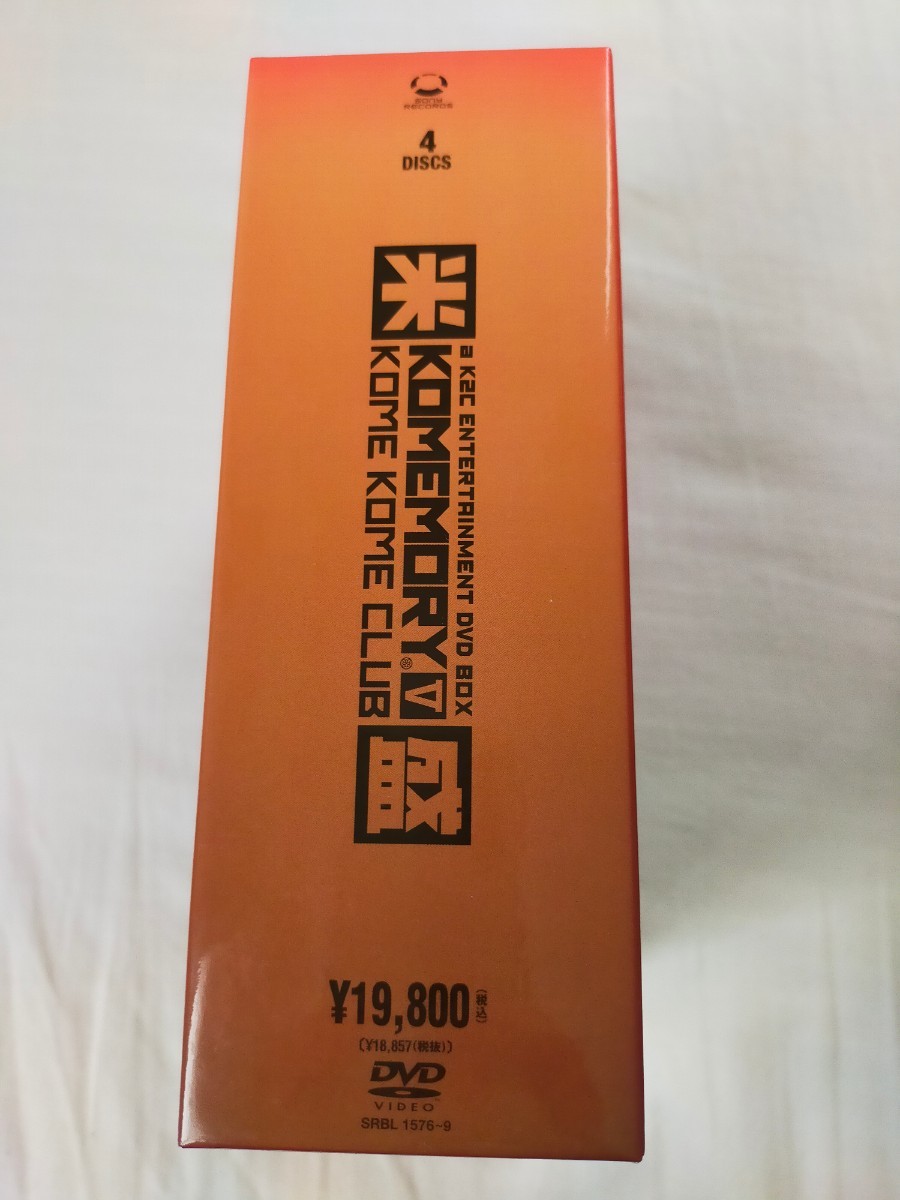 SONY
RECORDS
4
DISCS
米
a K2C ENTERTAINMENT DVD BOX
KOMEMORY® V
KOME KOME CLUB
盛
¥19,800(税込)
(¥18,857(税抜))
DVD
VIDEO™
SRBL 1576~9